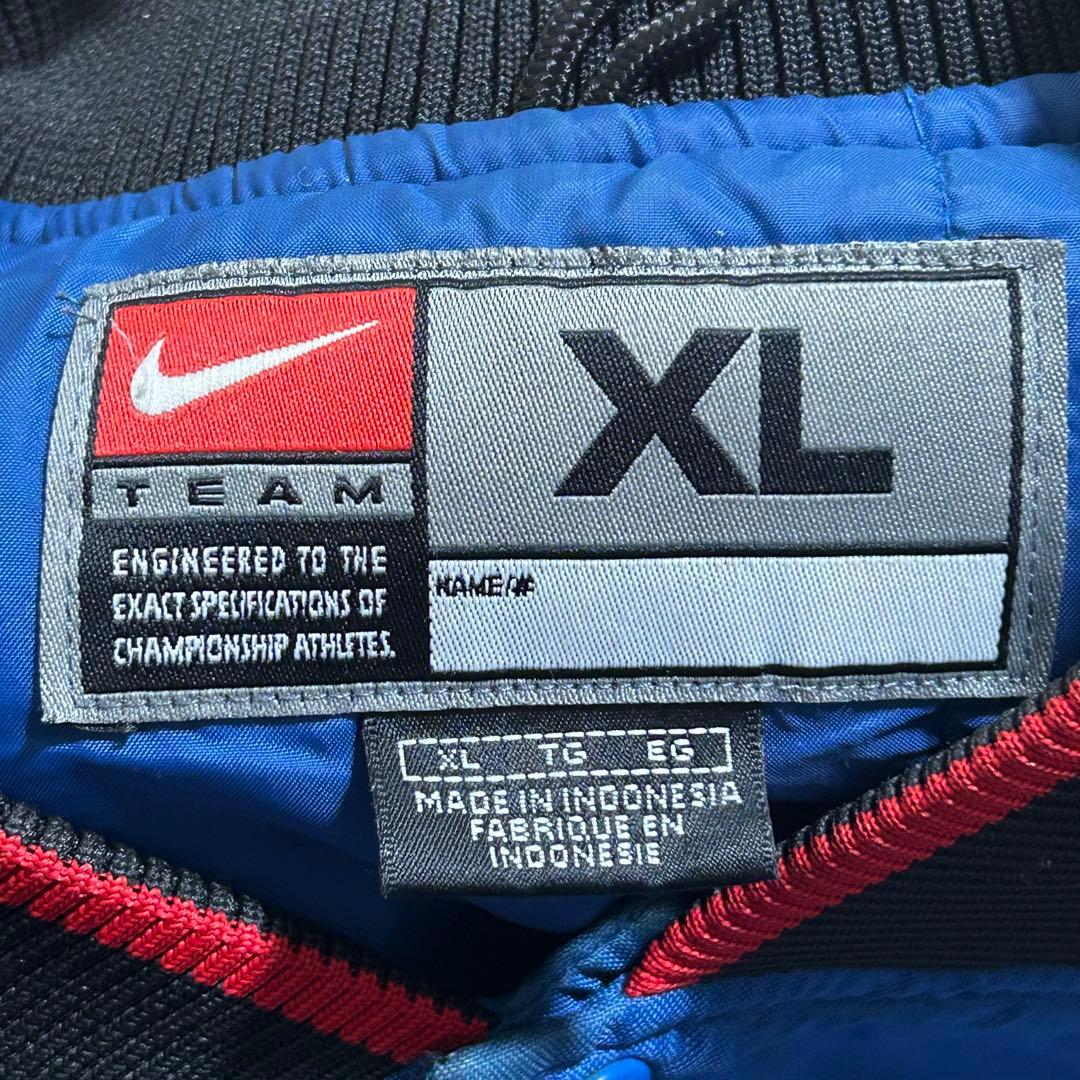 XL
TEAM
ENGINEERED TO THE
EXACT SPECIFICATIONS OF
CHAMPIONSHIP ATHLETES.
NAME/#
XL TG EG
MADE IN INDONESIA
FABRIQUE EN
INDONESIE